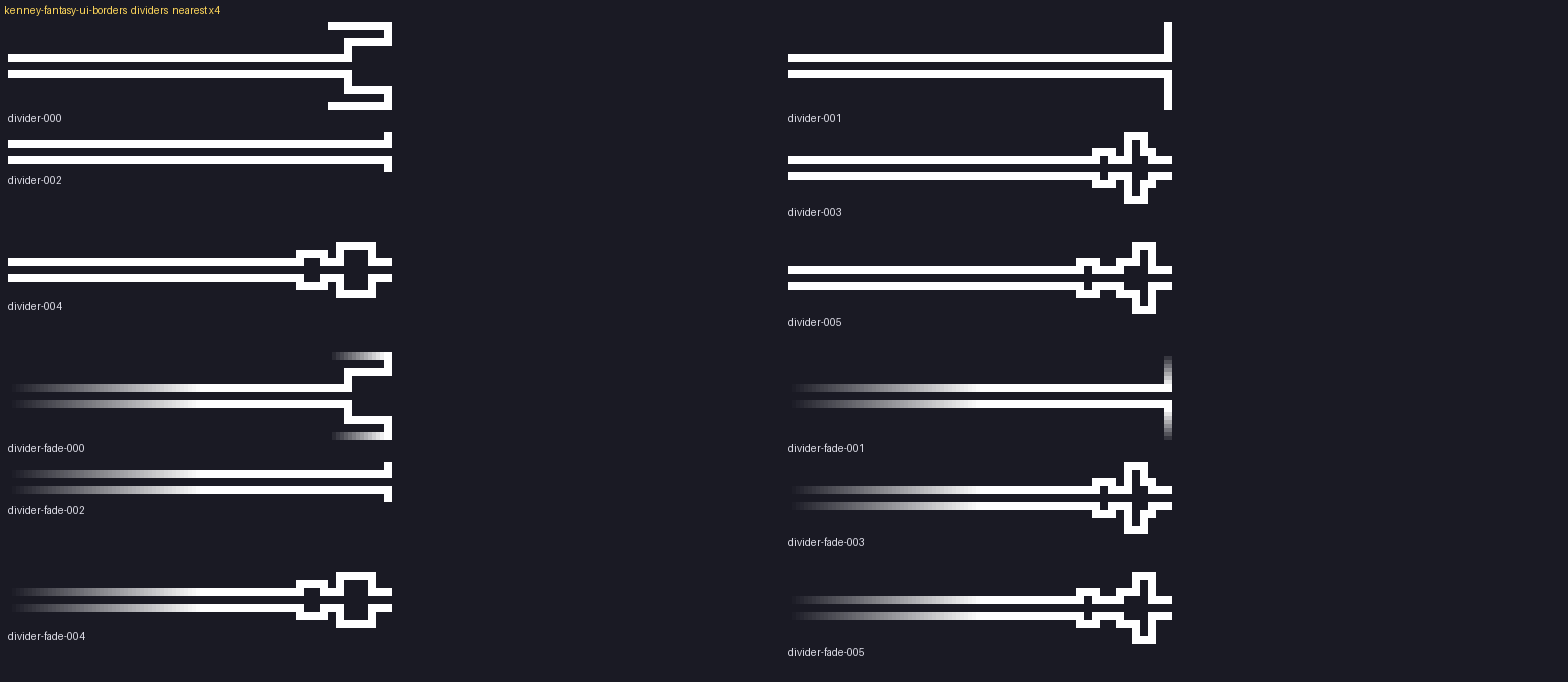 kenney-fantasy-ui-borders dividers nearest x4
divider-000
divider-001
divider-002
divider-003
divider-004
divider-005
divider-fade-000
divider-fade-001
divider-fade-002
divider-fade-003
divider-fade-004
divider-fade-005